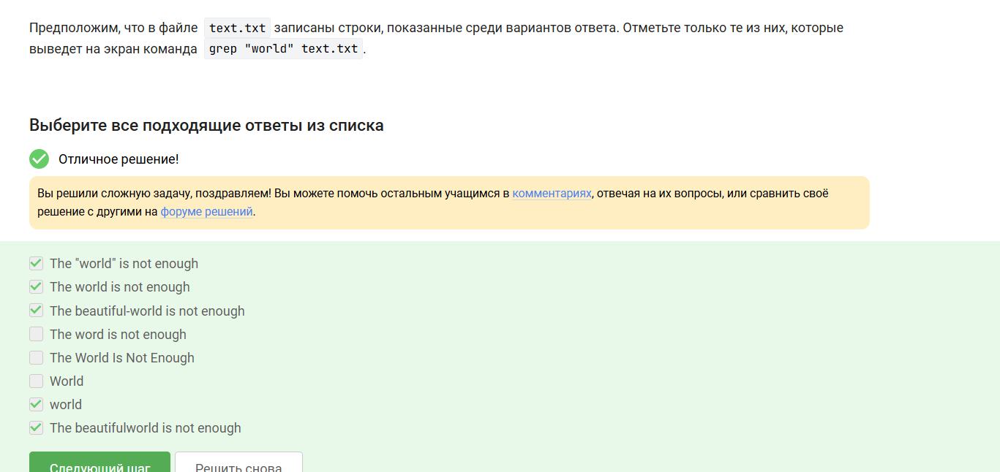 Предположим, что в файле text.txt записаны строки, показанные среди вариантов ответа. Отметьте только те из них, которые
выведет на экран команда grep "world" text.txt.
Выберите все подходящие ответы из списка
Отличное решение!
Вы решили сложную задачу, поздравляем! Вы можете помочь остальным учащимся в комментариях, отвечая на их вопросы, или сравнить своё
решение с другими на форуме решений.
The "world" is not enough
The world is not enough
The beautiful-world is not enough
The word is not enough
The World Is Not Enough
World
world
The beautifulworld is not enough
Следующий шаг Решить снова